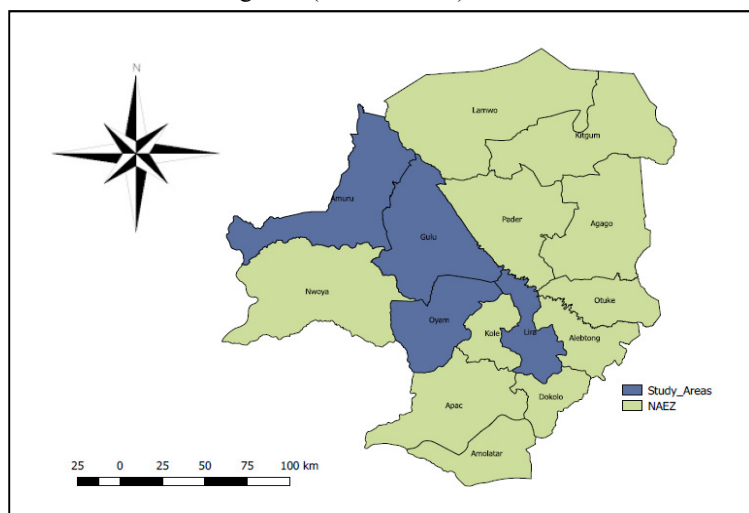 N
Lamwo
Kitgum
Amuru
Pader
Agago
Gulu
Nwoya
Otuke
Oyam
Kole
Lira
Alebtong
Study_Areas
NAEZ
Dokolo
Apac
Amolatar
25 0 25 50 75 100 km